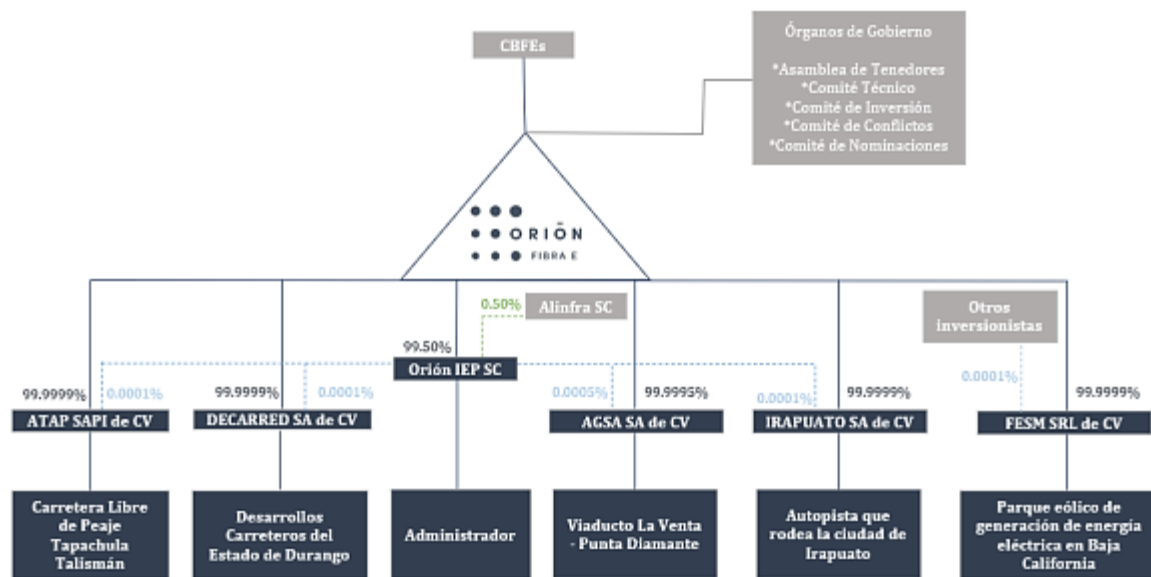 CBFEs
Órganos de Gobierno
*Asamblea de Tenedores
*Comité Técnico
*Comité de Inversión
*Comité de Conflictos
*Comité de Nominaciones
ORIÓN
FIBRA E
0.50%
Alinfra SC
Otros
inversionistas
99.50%
Orión IEP SC
99.9999%
0.0001%
99.9999%
0.0001%
0.0005%
99.9995%
0.0001%
99.9999%
0.0001%
99.9999%
ATAP SAPI de CV
DECARRED SA de CV
AGSA SA de CV
IRAPUATO SA de CV
FESM SRL de CV
Carretera Libre
de Peaje
Tapachula
Talismán
Desarrollos
Carreteros del
Estado de Durango
Administrador
Viaducto La Venta
- Punta Diamante
Autopista que
rodea la ciudad de
Irapuato
Parque eólico de
generación de energía
eléctrica en Baja
California